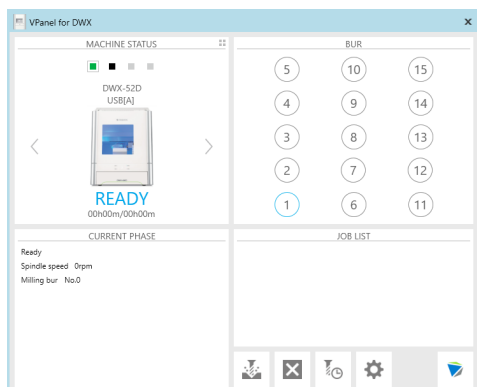 VPanel for DWX
MACHINE STATUS
DWX-52D
USB[A]
READY
00h00m/00h00m
BUR
5 10 15
4 9 14
3 8 13
2 7 12
1 6 11
CURRENT PHASE
Ready
Spindle speed 0rpm
Milling bur No.0
JOB LIST